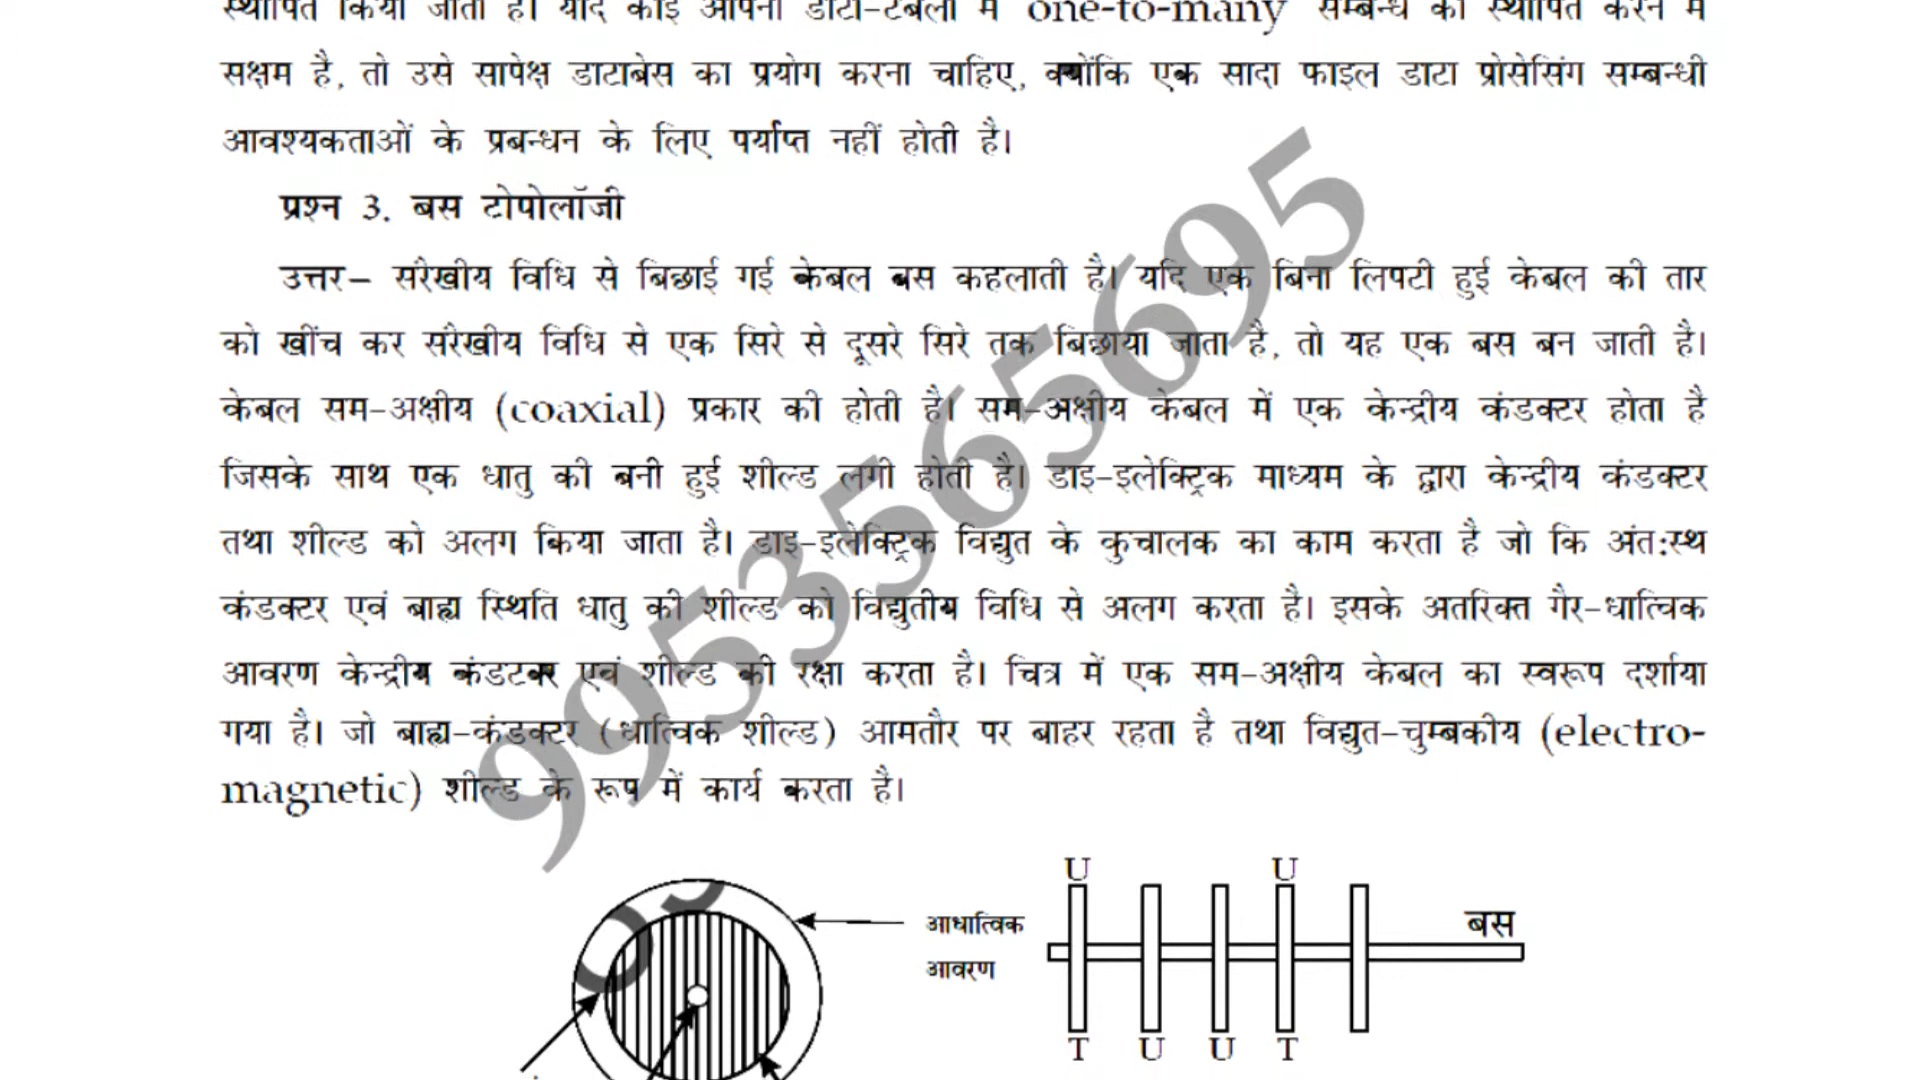 स्थापित किया जाता है। यदि कोई अपनी डाटा-टेबलों में one-to-many सम्बन्ध को स्थापित करने में
सक्षम है, तो उसे सापेक्ष डाटाबेस का प्रयोग करना चाहिए, क्योंकि एक सादा फाइल डाटा प्रोसेसिंग सम्बन्धी
आवश्यकताओं के प्रबन्धन के लिए पर्याप्त नहीं होती है।
प्रश्न 3. बस टोपोलॉजी
उत्तर– सरेखीय विधि से बिछाई गई केबल बस कहलाती है। यदि एक बिना लिपटी हुई केबल की तार
को खींच कर सरेखीय विधि से एक सिरे से दूसरे सिरे तक बिछाया जाता है, तो यह एक बस बन जाती है।
केबल सम-अक्षीय (coaxial) प्रकार की होती है। सम-अक्षीय केबल में एक केन्द्रीय कंडक्टर होता है
जिसके साथ एक धातु की बनी हुई शील्ड लगी होती है। डाइ-इलेक्ट्रिक माध्यम के द्वारा केन्द्रीय कंडक्टर
तथा शील्ड को अलग किया जाता है। डाइ-इलेक्ट्रिक विद्युत के कुचालक का काम करता है जो कि अंत:स्थ
कंडक्टर एवं बाह्य स्थिति धातु की शील्ड को विद्युतीय विधि से अलग करता है। इसके अतरिक्त गैर-धात्विक
आवरण केन्द्रीय कंडटक्र एवं शील्ड की रक्षा करता है। चित्र में एक सम-अक्षीय केबल का स्वरूप दर्शाया
गया है। जो बाह्य-कंडक्टर (धात्विक शील्ड) आमतौर पर बाहर रहता है तथा विद्युत-चुम्बकीय (electro-
magnetic) शील्ड के रूप में कार्य करता है।
9953565695
U U
आधात्विक
बस
आवरण
T U U T